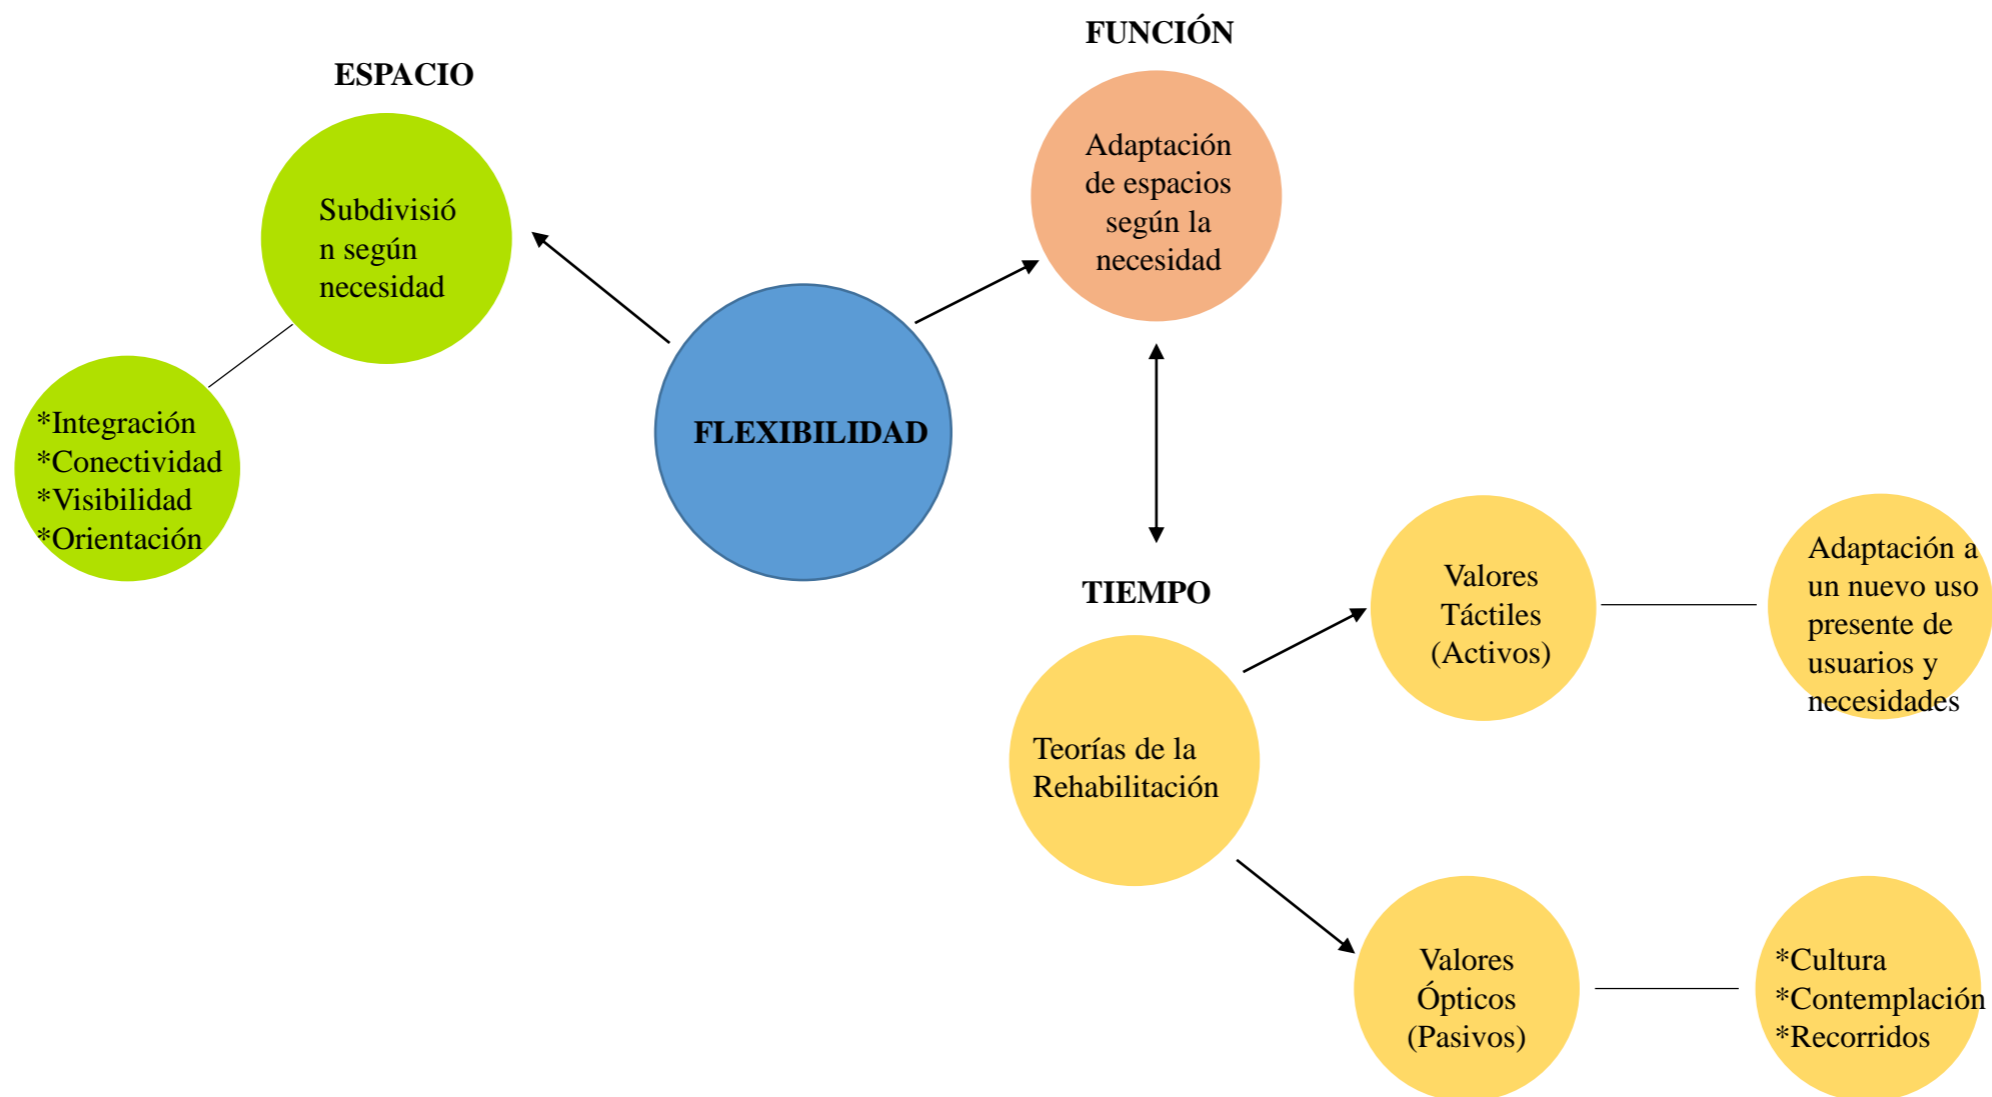 ESPACIO
Subdivisió
n según
necesidad
*Integración
*Conectividad
*Visibilidad
*Orientación
FLEXIBILIDAD
FUNCIÓN
Adaptación
de espacios
según la
necesidad
TIEMPO
Teorías de la
Rehabilitación
Valores
Táctiles
(Activos)
Adaptación a
un nuevo uso
presente de
usuarios y
necesidades
Valores
Ópticos
(Pasivos)
*Cultura
*Contemplación
*Recorridos